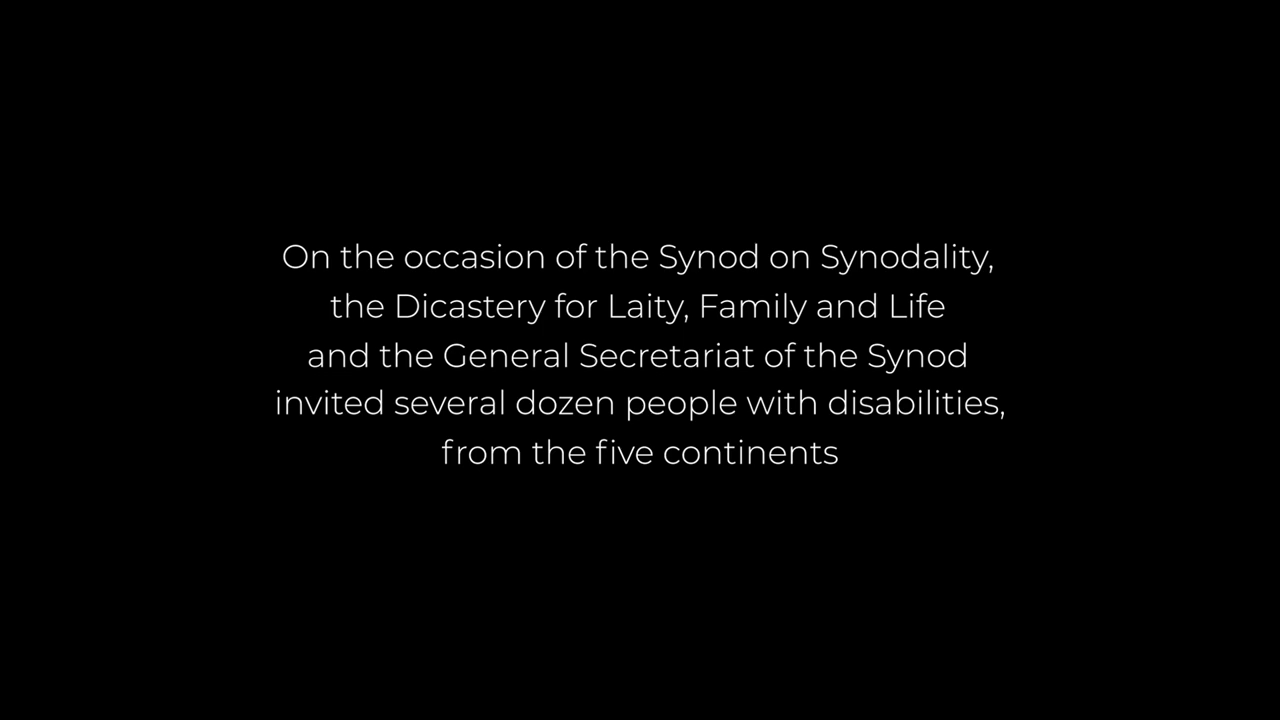 On the occasion of the Synod on Synodality,
the Dicastery for Laity, Family and Life
and the General Secretariat of the Synod
invited several dozen people with disabilities,
from the five continents